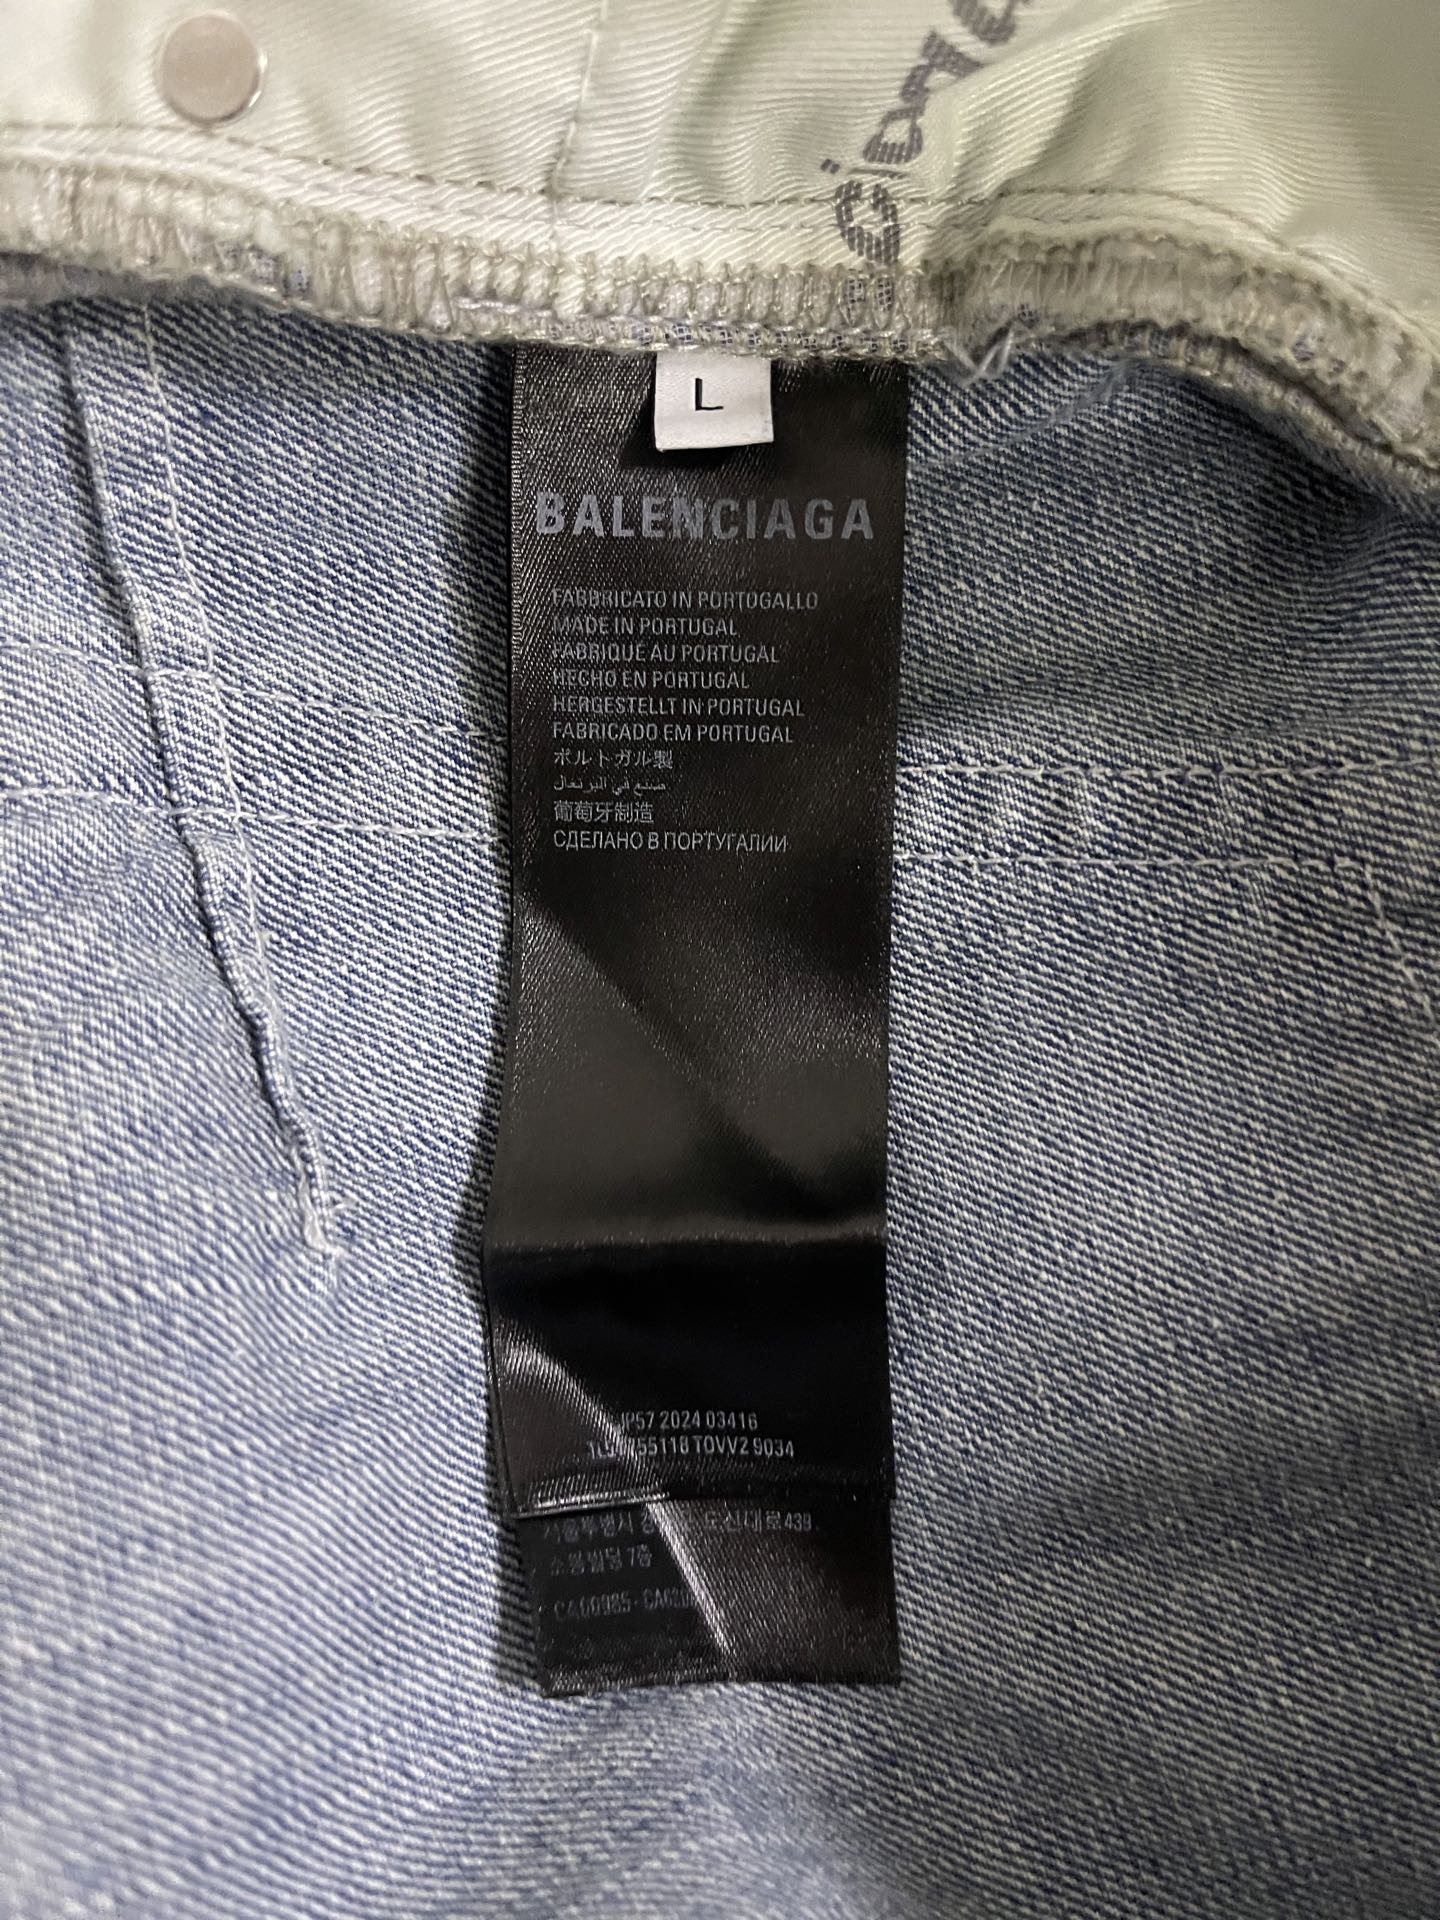 L
BALENCIAGA
FABBRICATO IN PORTOGALLO
MADE IN PORTUGAL
FABRIQUE AU PORTUGAL
HECHO EN PORTUGAL
HERGESTELLT IN PORTUGAL
FABRICADO EM PORTUGAL
ポルトガル製
صنع في البرتغال
葡萄牙制造
СДЕЛАНО В ПОРТУГАЛИИ
2024 03416
TOVV2 9034